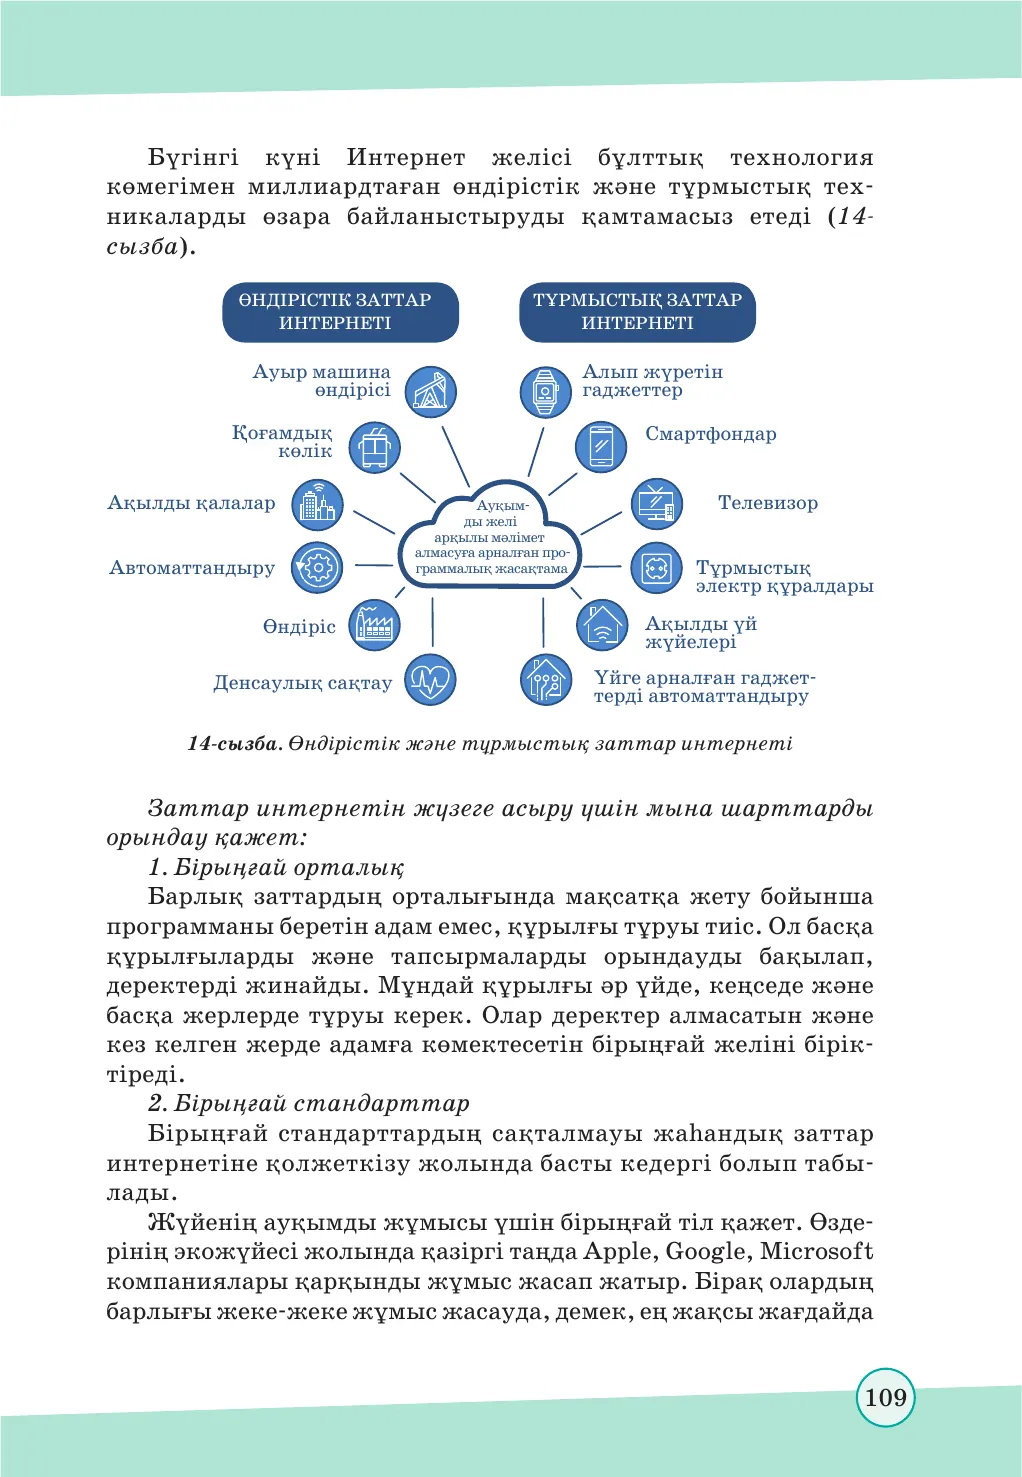 Бүгінгі күні Интернет желісі бұлттық технология
көмегімен миллиардтаған өндірістік және тұрмыстық тех-
никаларды өзара байланыстыруды қамтамасыз етеді (14-
сызба).
ӨНДІРІСТІК ЗАТТАР
ИНТЕРНЕТІ
ТҰРМЫСТЫҚ ЗАТТАР
ИНТЕРНЕТІ
Ауыр машина
өндірісі
Алып жүретін
гаджеттер
Қоғамдық
көлік
Смартфондар
Ақылды қалалар
Телевизор
Ауқым-
ды желі
арқылы мәлімет
алмасуға арналған про-
граммалық жасақтама
Автоматтандыру
Тұрмыстық
электр құралдары
Өндіріс
Ақылды үй
жүйелері
Денсаулық сақтау
Үйге арналған гаджет-
терді автоматтандыру
14-сызба. Өндірістік және тұрмыстық заттар интернеті
Заттар интернетін жүзеге асыру үшін мына шарттарды
орындау қажет:
1. Бірыңғай орталық
Барлық заттардың орталығында мақсатқа жету бойынша
программаны беретін адам емес, құрылғы тұруы тиіс. Ол басқа
құрылғыларды және тапсырмаларды орындауды бақылап,
деректерді жинайды. Мұндай құрылғы әр үйде, кеңседе және
басқа жерлерде тұруы керек. Олар деректер алмасатын және
кез келген жерде адамға көмектесетін бірыңғай желіні бірік-
тіреді.
2. Бірыңғай стандарттар
Бірыңғай стандарттардың сақталмауы жаһандық заттар
интернетіне қолжеткізу жолында басты кедергі болып табы-
лады.
Жүйенің ауқымды жұмысы үшін бірыңғай тіл қажет. Өзде-
рінің экожүйесі жолында қазіргі таңда Apple, Google, Microsoft
компаниялары қарқынды жұмыс жасап жатыр. Бірақ олардың
барлығы жеке-жеке жұмыс жасауда, демек, ең жақсы жағдайда
109